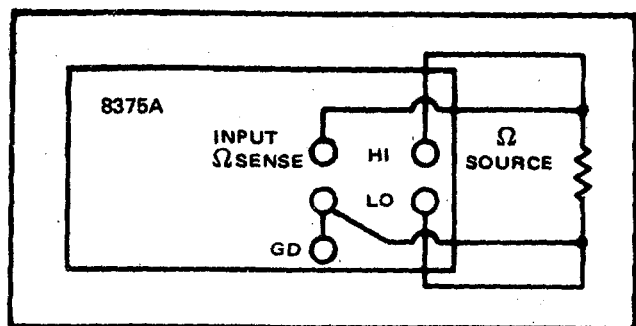 8375A
INPUT
ΩSENSE
HI
Ω
SOURCE
LO
GD